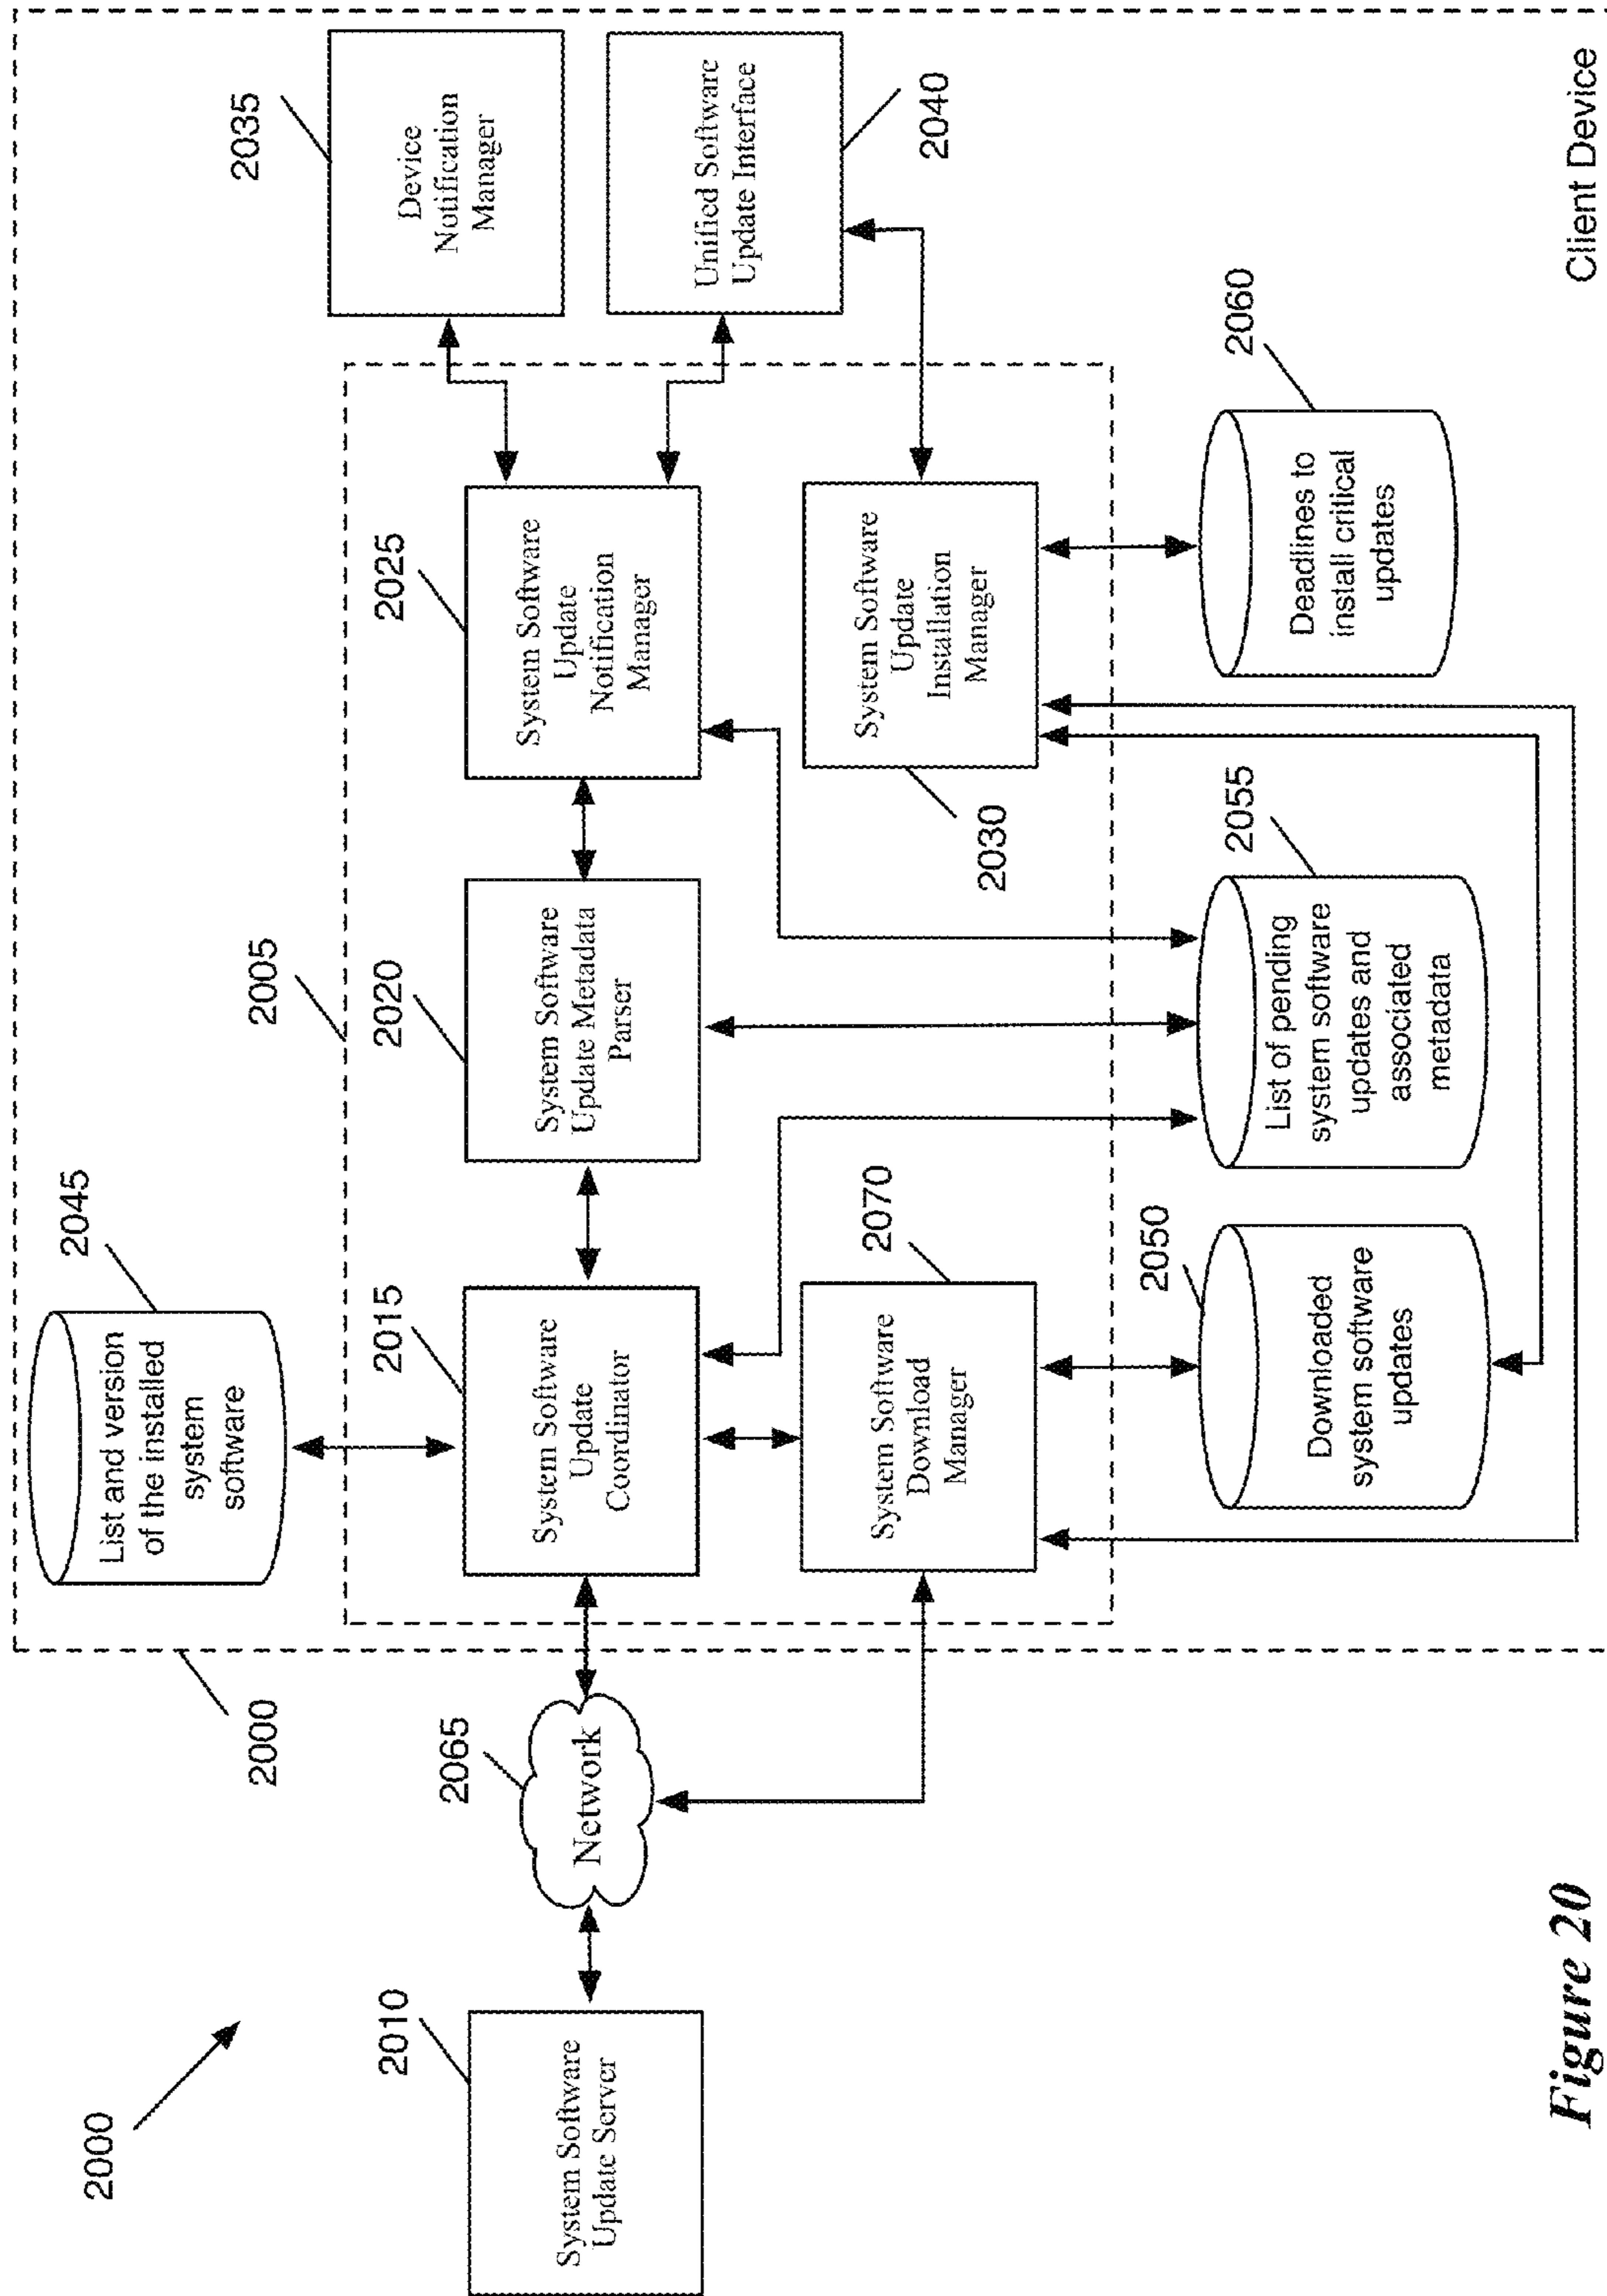 2000
2010
System Software
Update Server
2065
Network
2000
2045
List and version
of the installed
system
software
2005
2015
System Software
Update
Coordinator
2020
System Software
Update Metadata
Parser
2025
System Software
Update
Notification
Manager
2035
Device
Notification
Manager
2040
Unified Software
Update Interface
2070
System Software
Download
Manager
2030
System Software
Update
Installation
Manager
2050
Downloaded
system software
updates
2055
List of pending
system software
updates and
associated
metadata
2060
Deadlines to
install critical
updates
Client Device
Figure 20